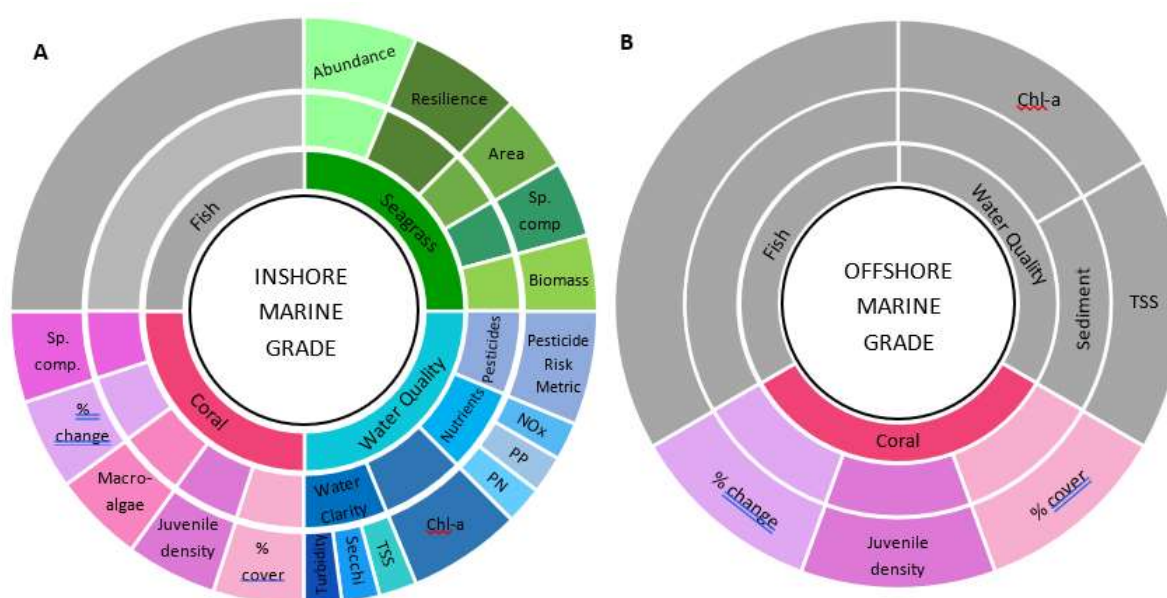 A
INSHORE
MARINE
GRADE
Fish
Seagrass
Abundance
Resilience
Area
Sp.
comp
Biomass
Water Quality
Pesticides
Pesticide
Risk
Metric
Nutrients
NOx
PP
PN
Chl-a
Water
Clarity
TSS
Secchi
Turbidity
Coral
%
cover
Juvenile
density
Macro-
algae
%
change
Sp.
comp.
B
OFFSHORE
MARINE
GRADE
Fish
Water Quality
Chl-a
Sediment
TSS
Coral
% cover
Juvenile
density
% change